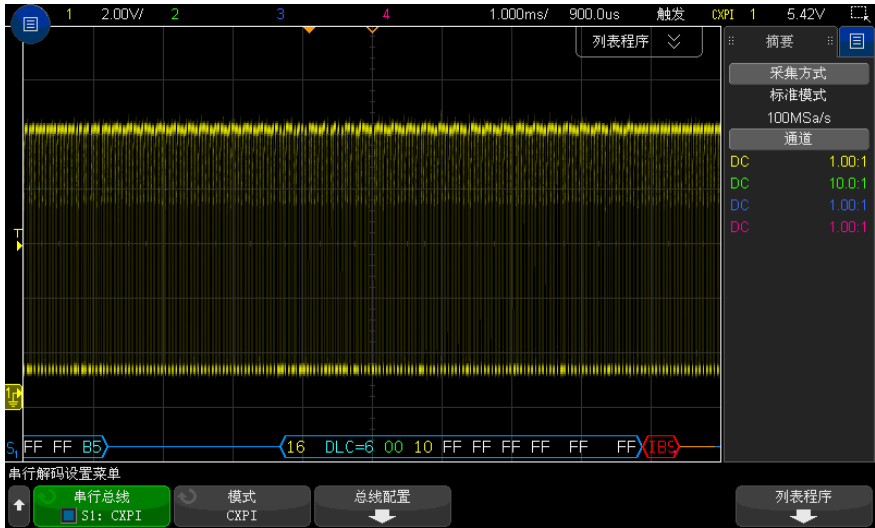 1 2.00V/ 2 3 4 1.000ms/ 900.0us 触发 CXPI 1 5.42V
列表程序
摘要
采集方式
标准模式
100MSa/s
通道
DC 1.00:1
DC 10.0:1
DC 1.00:1
DC 1.00:1
T
1
S1 FF FF B5 16 DLC=6 00 10 FF FF FF FF FF FF IBS
串行解码设置菜单
串行总线
S1: CXPI
模式
CXPI
总线配置
列表程序